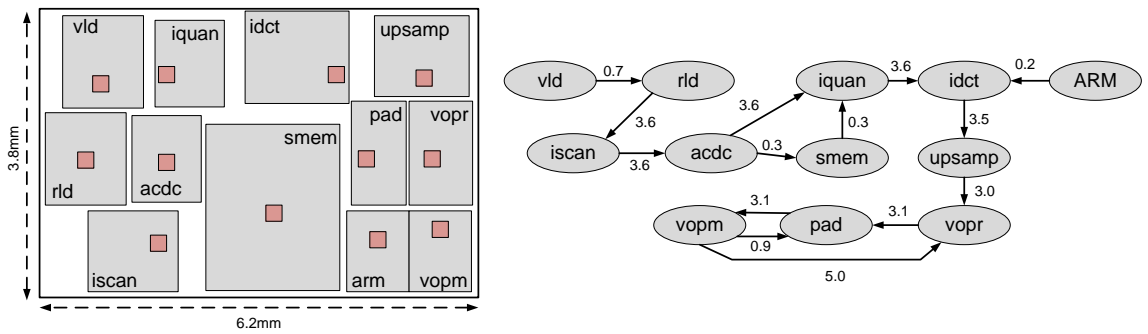 vld
iquan
idct
upsamp
pad
vopr
smem
rld
acdc
iscan
arm
vopm
3.8mm
6.2mm
vld
0.7
rld
iquan
3.6
idct
0.2
ARM
3.6
3.6
0.3
3.5
iscan
3.6
acdc
0.3
smem
upsamp
3.0
vopm
3.1
0.9
pad
3.1
vopr
5.0